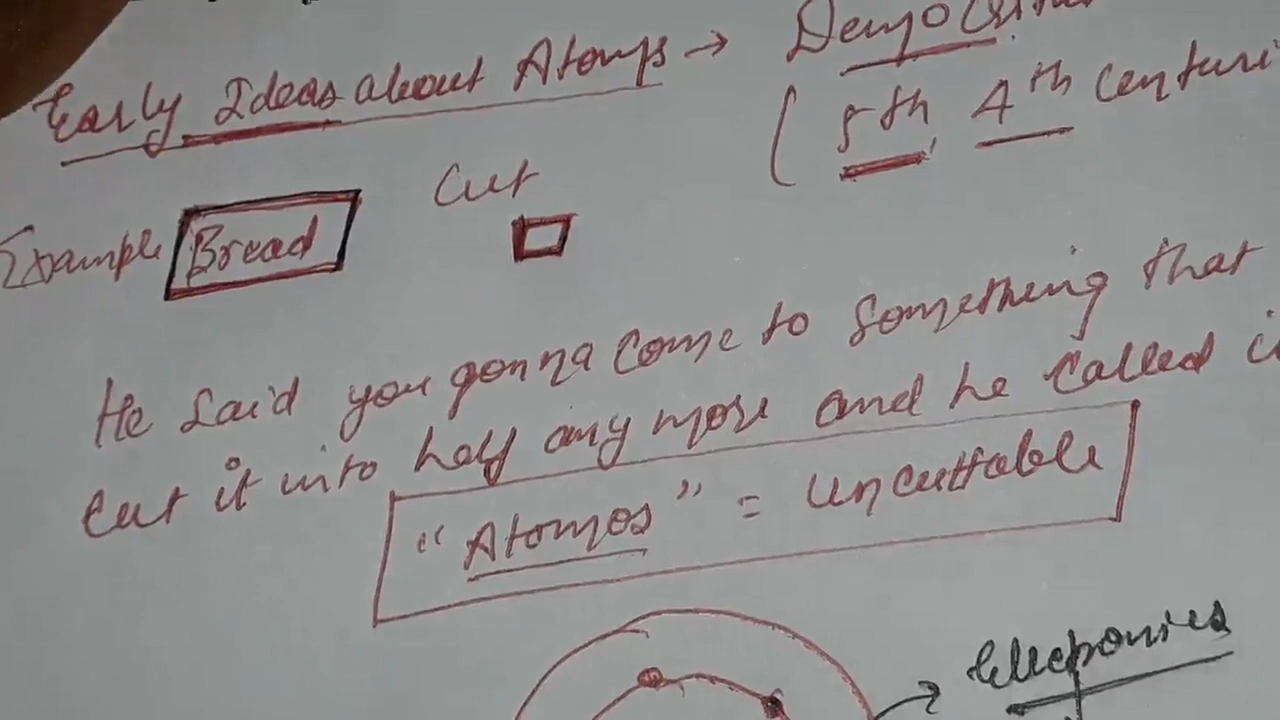 Early Ideas about Atoms →
(5th, 4th centuri
Example Bread Cut
He said you gonna come to something that
cut it into half any more and he called i
"Atomos" = Uncuttable